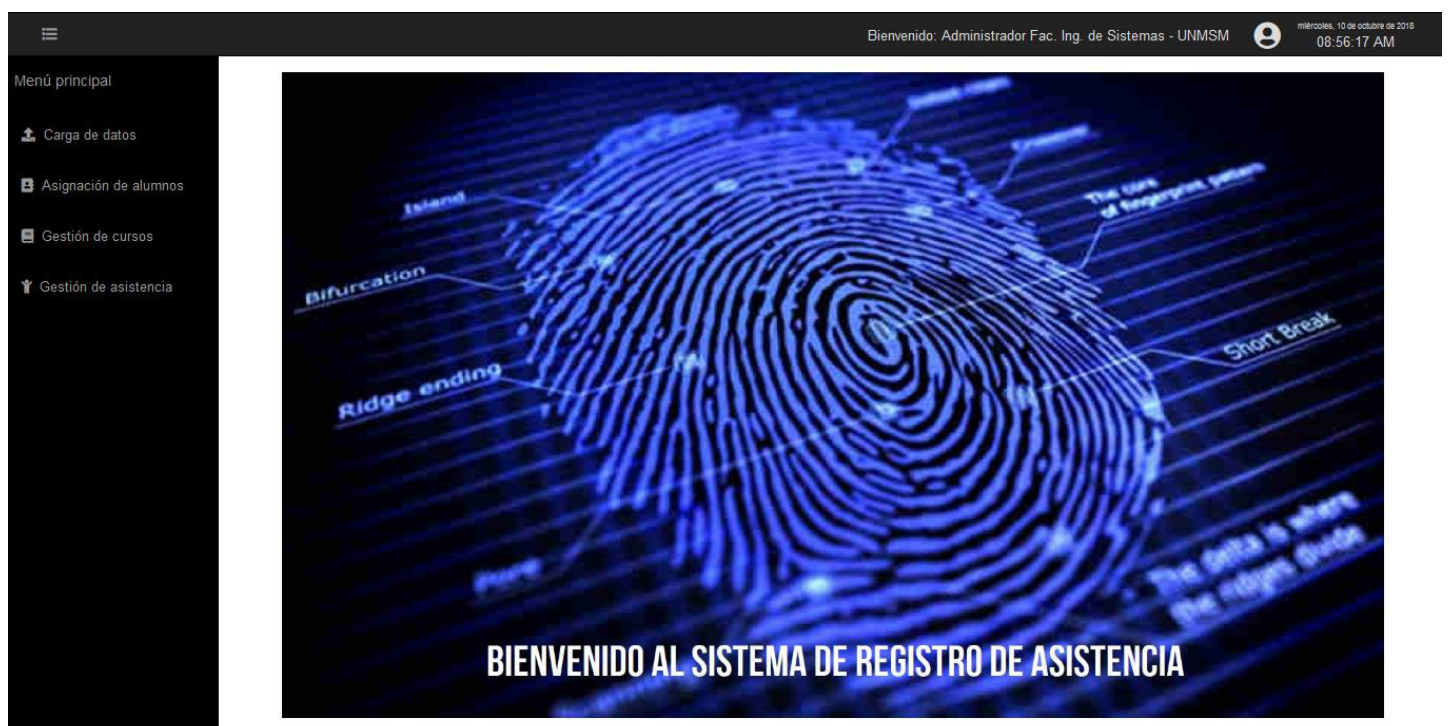 Bienvenido: Administrador Fac. Ing. de Sistemas - UNMSM
miércoles, 10 de octubre de 2018
08:56:17 AM
Menú principal
Carga de datos
Asignación de alumnos
Gestión de cursos
Gestión de asistencia
Island
Bifurcation
Ridge ending
Pore
Crossover
The core
of fingerprint pattern
Short Break
The delta is where
the ridges divide
BIENVENIDO AL SISTEMA DE REGISTRO DE ASISTENCIA